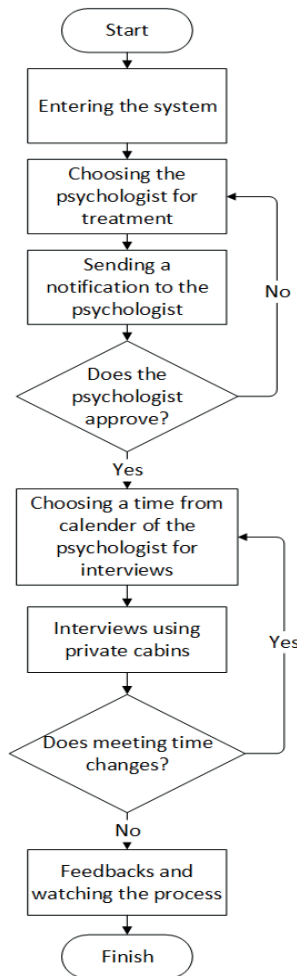 Start
Entering the system
Choosing the
psychologist for
treatment
Sending a
notification to the
psychologist
No
Does the
psychologist
approve?
Yes
Choosing a time from
calender of the
psychologist for
interviews
Interviews using
private cabins
Yes
Does meeting time
changes?
No
Feedbacks and
watching the process
Finish